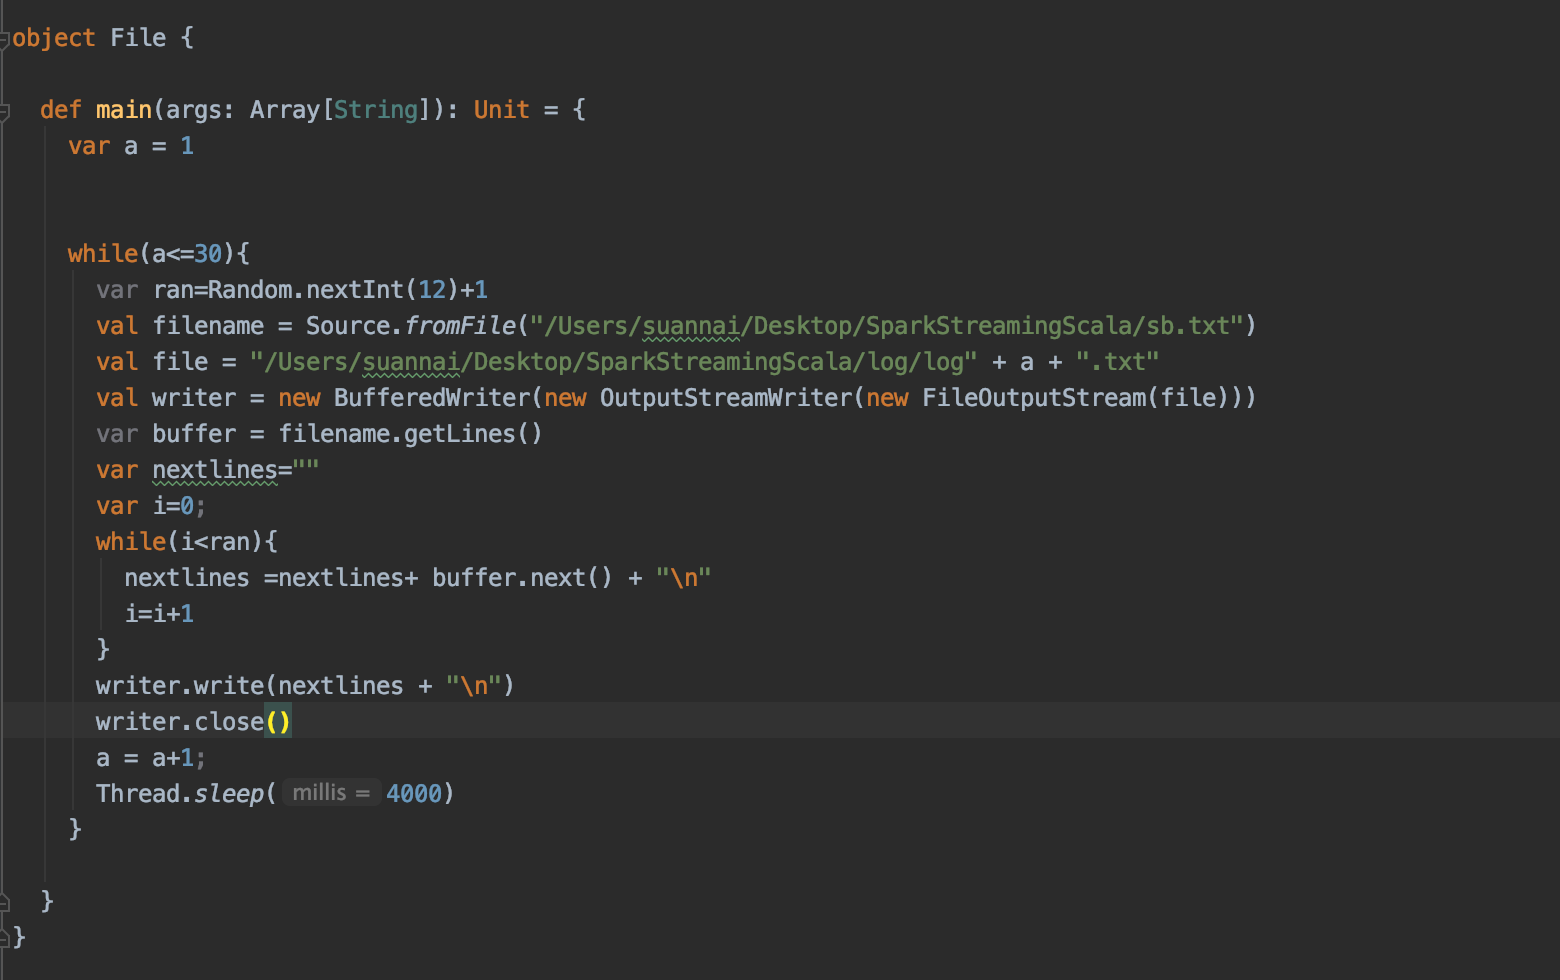 object File {
def main(args: Array[String]): Unit = {
var a = 1
while(a<=30){
var ran=Random.nextInt(12)+1
val filename = Source.fromFile("/Users/suannai/Desktop/SparkStreamingScala/sb.txt")
val file = "/Users/suannai/Desktop/SparkStreamingScala/log/log" + a + ".txt"
val writer = new BufferedWriter(new OutputStreamWriter(new FileOutputStream(file)))
var buffer = filename.getLines()
var nextlines=""
var i=0;
while(i<ran){
nextlines =nextlines+ buffer.next() + "\n"
i=i+1
}
writer.write(nextlines + "\n")
writer.close()
a = a+1;
Thread.sleep( millis = 4000)
}
}
}